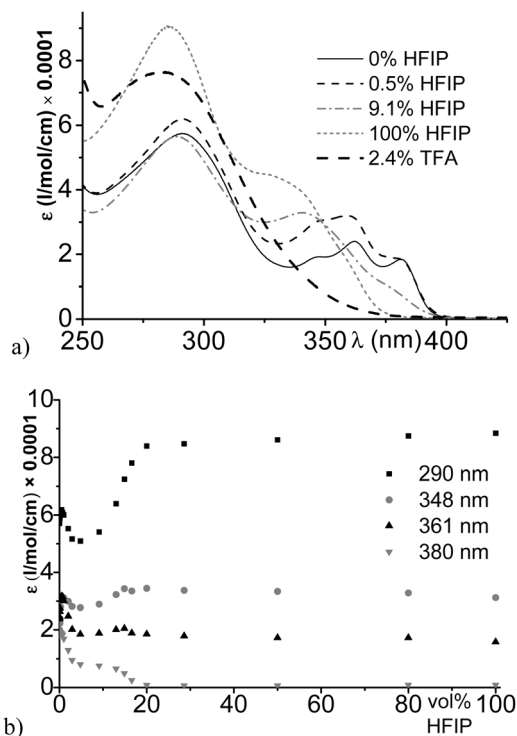 ε (l/mol/cm) × 0.0001
8
6
4
2
0
0% HFIP
0.5% HFIP
9.1% HFIP
100% HFIP
2.4% TFA
250 300 350 λ (nm) 400
a)
ε (l/mol/cm) × 0.0001
10
8
6
4
2
0
290 nm
348 nm
361 nm
380 nm
0 20 40 60 80 vol% 100
HFIP
b)